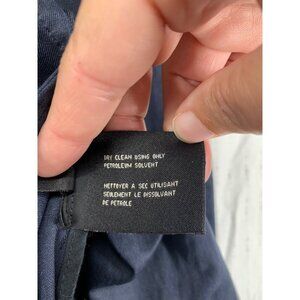 DRY CLEAN USING ONLY
PETROLEUM SOLVENT
NETTOYER A SEC UTILISANT
SEULEMENT LE DISSOLVANT
DE PETROLE